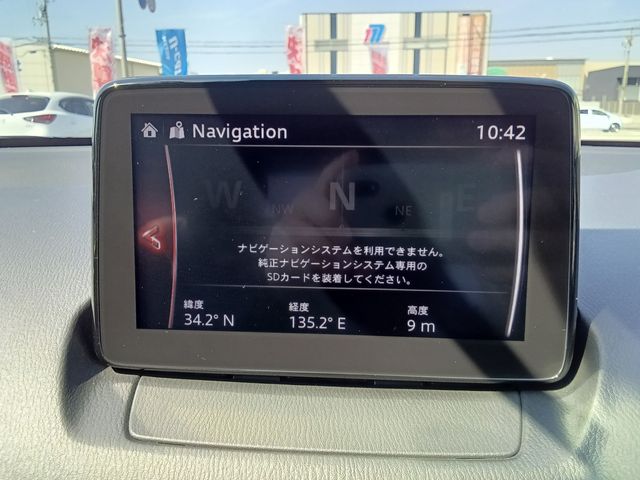 Navigation
10:42
W
NW
N
NE
E
ナビゲーションシステムを利用できません。
純正ナビゲーションシステム専用の
SDカードを装着してください。
緯度
経度
高度
34.2° N
135.2° E
9 m